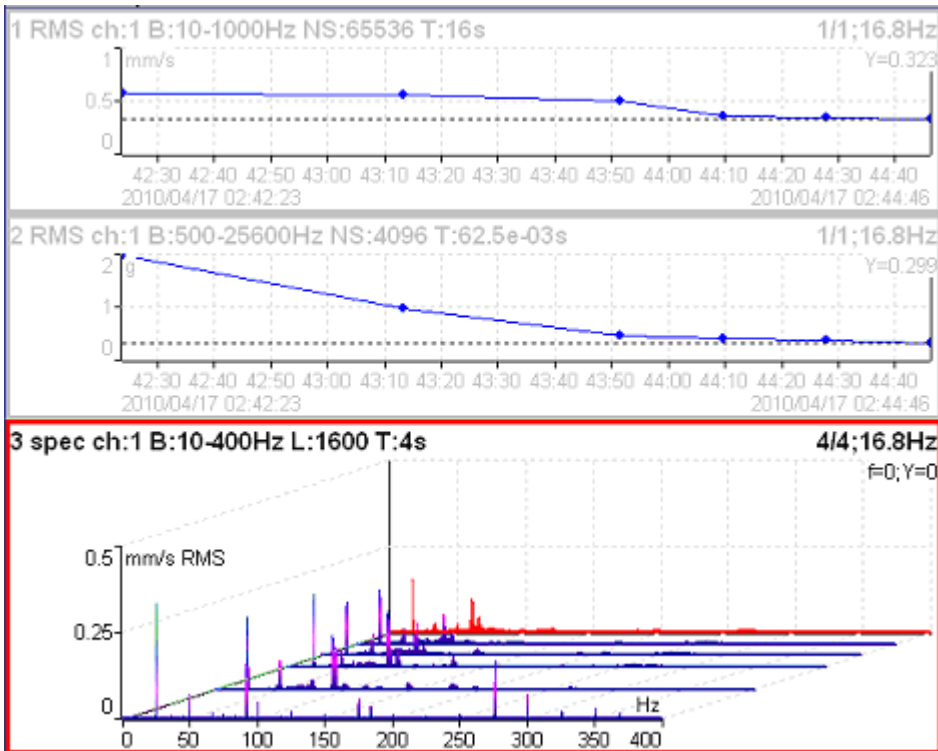 1 RMS ch:1 B:10-1000Hz NS:65536 T:16s 1/1;16.8Hz
1 mm/s Y=0.323
0.5
0
42:30 42:40 42:50 43:00 43:10 43:20 43:30 43:40 43:50 44:00 44:10 44:20 44:30 44:40
2010/04/17 02:42:23 2010/04/17 02:44:46
2 RMS ch:1 B:500-25600Hz NS:4096 T:62.5e-03s 1/1;16.8Hz
2 g Y=0.299
1
0
42:30 42:40 42:50 43:00 43:10 43:20 43:30 43:40 43:50 44:00 44:10 44:20 44:30 44:40
2010/04/17 02:42:23 2010/04/17 02:44:46
3 spec ch:1 B:10-400Hz L:1600 T:4s 4/4;16.8Hz
f=0;Y=0
0.5 mm/s RMS
0.25
0 Hz
0 50 100 150 200 250 300 350 400